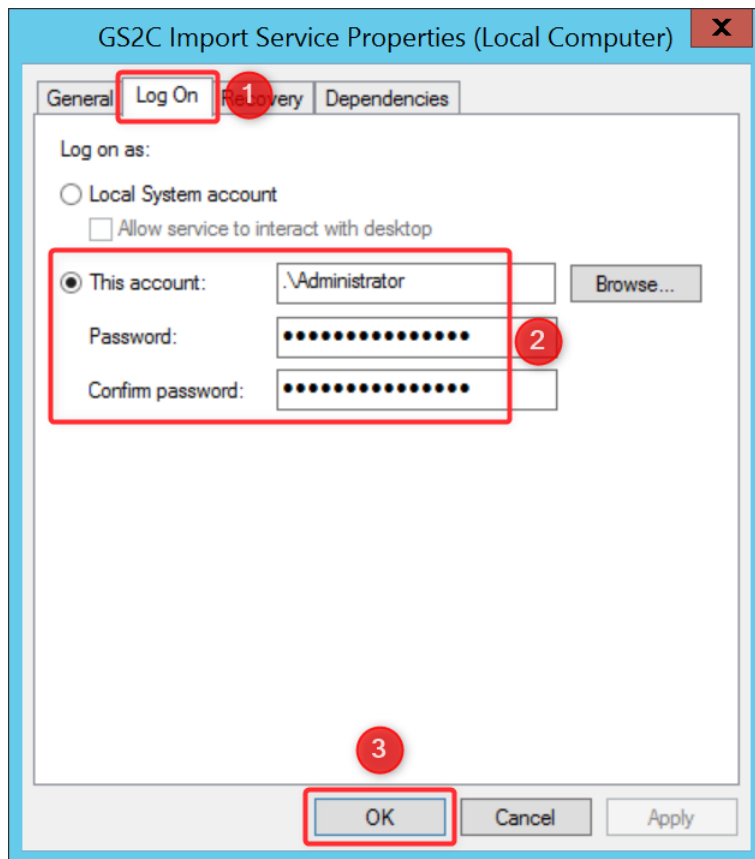 GS2C Import Service Properties (Local Computer) X
General Log On 1 Recovery Dependencies
Log on as:
Local System account
Allow service to interact with desktop
This account: .\Administrator Browse...
Password: ●●●●●●●●●●●●●●● 2
Confirm password: ●●●●●●●●●●●●●●●
3
OK Cancel Apply